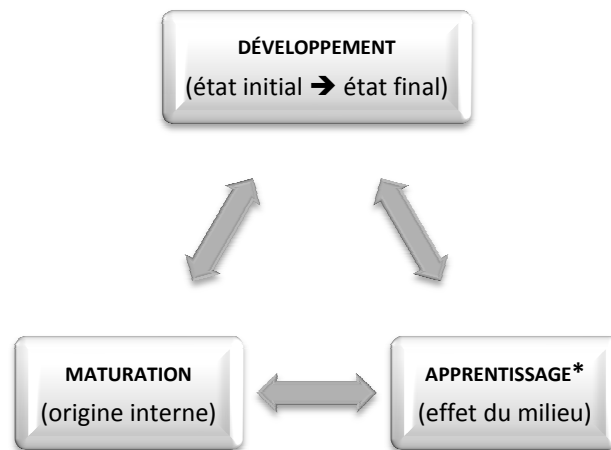 DÉVELOPPEMENT
(état initial ➔ état final)
MATURATION
(origine interne)
APPRENTISSAGE*
(effet du milieu)